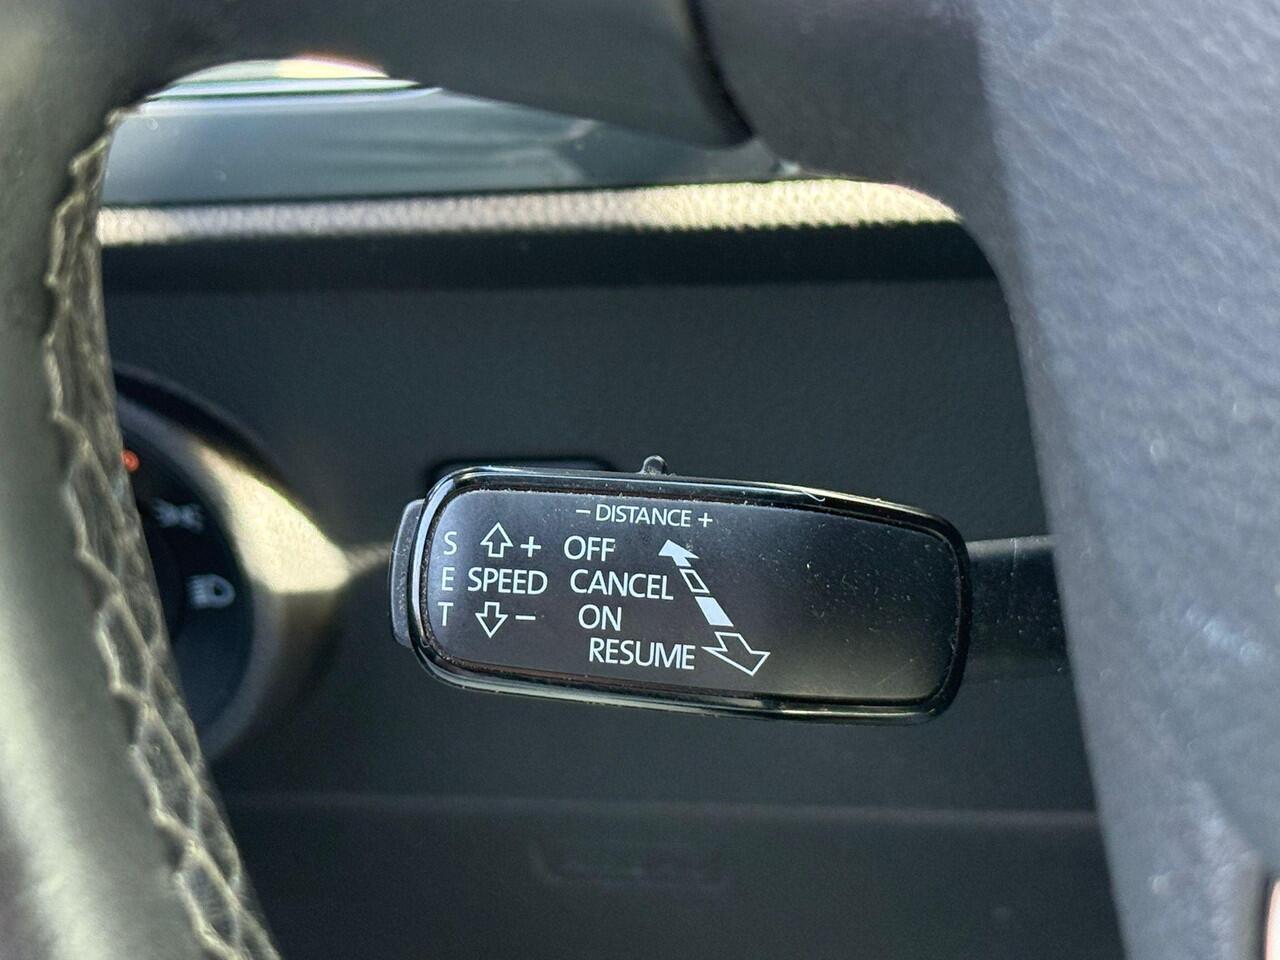 – DISTANCE +
S + OFF
E SPEED CANCEL
T – ON
RESUME